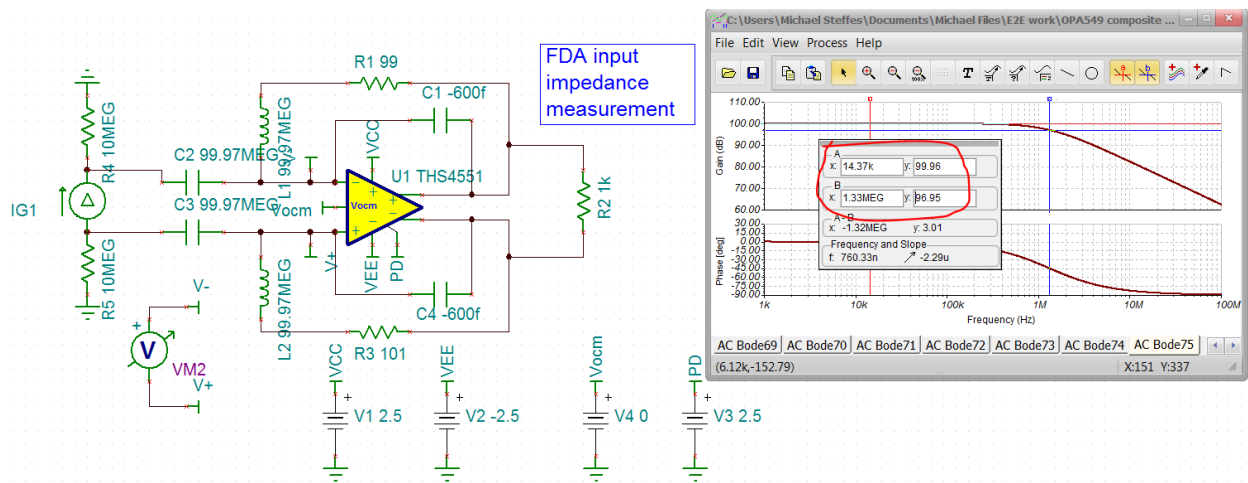 FDA input
impedance
measurement
R1 99
C1 -600f
R4 10MEG
C2 99.97MEG
C3 99.97MEG
L1 99.97MEG
V-
VCC
U1 THS4551
Vocm
Vocm
IG1
R2 1k
R5 10MEG
L2 99.97MEG
V+
VEE
PD
C4 -600f
R3 101
V-
+
V
VM2
V+
VCC
V1 2.5
VEE
V2 -2.5
Vocm
V4 0
PD
V3 2.5
C:\Users\Michael Steffes\Documents\Michael Files\E2E work\OPA549 composite ...
File Edit View Process Help
T
a
b
110.00
100.00
90.00
80.00
70.00
60.00
Gain (dB)
30.00
15.00
0.00
-15.00
-30.00
-45.00
-60.00
-75.00
-90.00
Phase [deg]
A
x: 14.37k y: 99.96
B
x: 1.33MEG y: 96.95
A - B
x: -1.32MEG y: 3.01
Frequency and Slope
f: 760.33n -2.29u
1k 10k 100k 1M 10M 100M
Frequency (Hz)
AC Bode69 AC Bode70 AC Bode71 AC Bode72 AC Bode73 AC Bode74 AC Bode75
(6.12k,-152.79) X:151 Y:337